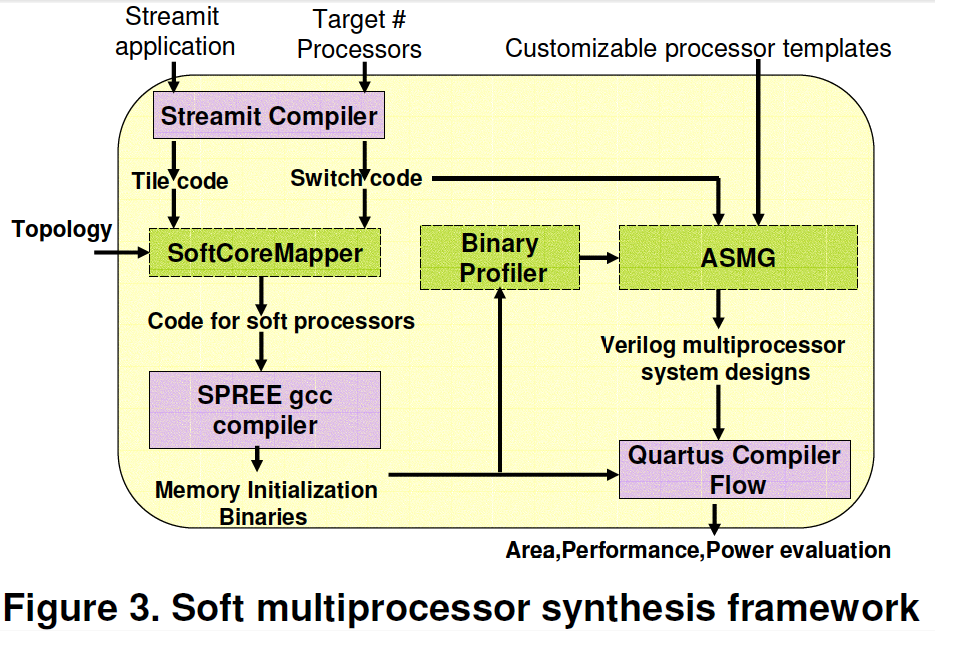 Streamit
application
Target #
Processors
Customizable processor templates
Streamit Compiler
Tile code
Switch code
Topology
SoftCoreMapper
Binary
Profiler
ASMG
Code for soft processors
Verilog multiprocessor
system designs
SPREE gcc
compiler
Quartus Compiler
Flow
Memory Initialization
Binaries
Area,Performance,Power evaluation
Figure 3. Soft multiprocessor synthesis framework